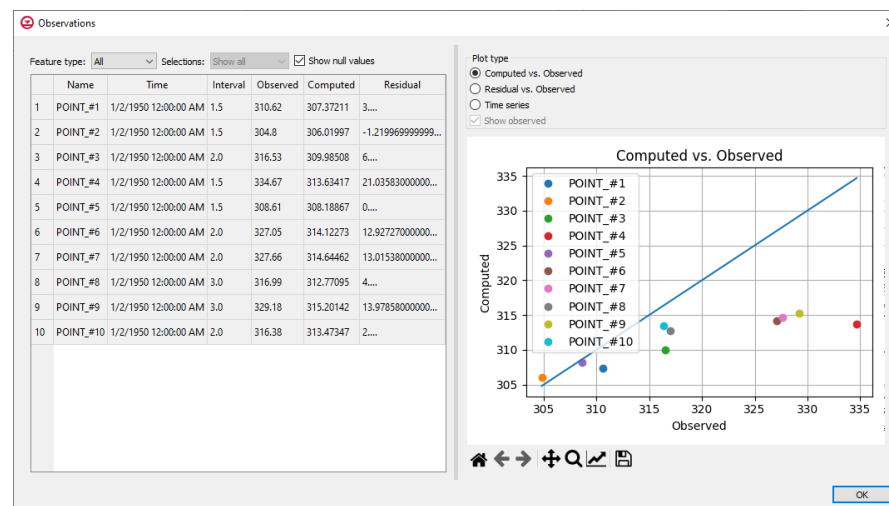 Observations
Feature type: All Selections: Show all Show null values
Name Time Interval Observed Computed Residual
1 POINT_#1 1/2/1950 12:00:00 AM 1.5 310.62 307.37211 3....
2 POINT_#2 1/2/1950 12:00:00 AM 1.5 304.8 306.01997 -1.219969999999...
3 POINT_#3 1/2/1950 12:00:00 AM 2.0 316.53 309.98508 6....
4 POINT_#4 1/2/1950 12:00:00 AM 1.5 334.67 313.63417 21.03583000000...
5 POINT_#5 1/2/1950 12:00:00 AM 1.5 308.61 308.18867 0....
6 POINT_#6 1/2/1950 12:00:00 AM 2.0 327.05 314.12273 12.92727000000...
7 POINT_#7 1/2/1950 12:00:00 AM 2.0 327.66 314.64462 13.01538000000...
8 POINT_#8 1/2/1950 12:00:00 AM 3.0 316.99 312.77095 4....
9 POINT_#9 1/2/1950 12:00:00 AM 3.0 329.18 315.20142 13.97858000000...
10 POINT_#10 1/2/1950 12:00:00 AM 2.0 316.38 313.47347 2....
Plot type
Computed vs. Observed
Residual vs. Observed
Time series
Show observed
Computed vs. Observed
335
330
325
320
315
310
305
Computed
POINT_#1
POINT_#2
POINT_#3
POINT_#4
POINT_#5
POINT_#6
POINT_#7
POINT_#8
POINT_#9
POINT_#10
305 310 315 320 325 330 335
Observed
OK